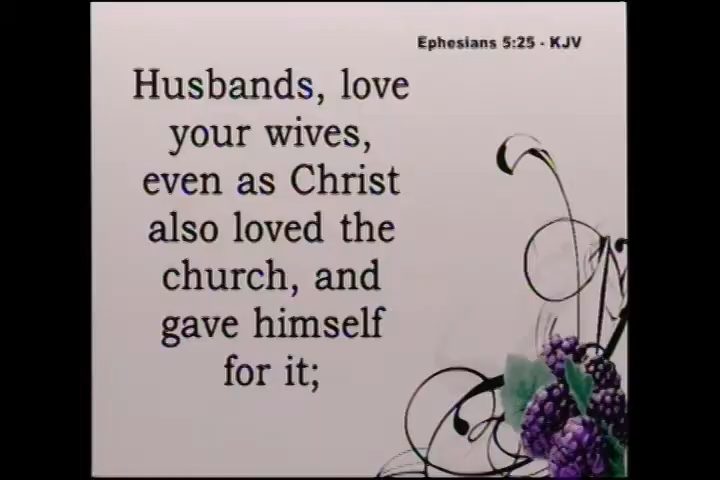 Ephesians 5:25 - KJV
Husbands, love
your wives,
even as Christ
also loved the
church, and
gave himself
for it;